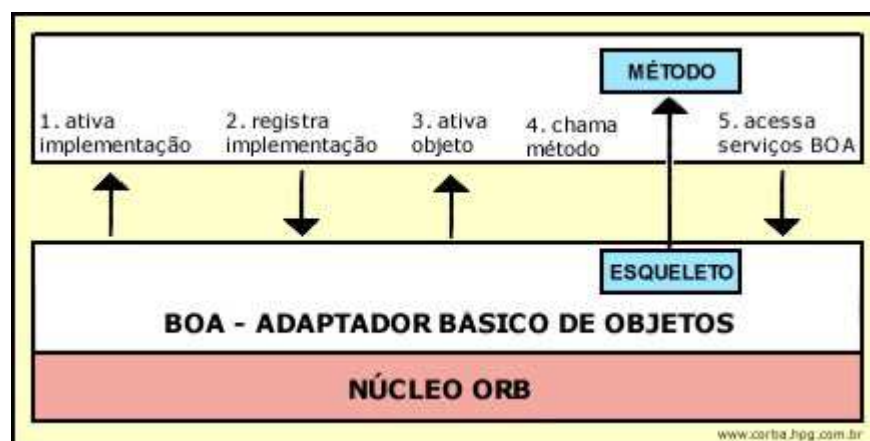 MÉTODO
1. ativa
implementação
2. registra
implementação
3. ativa
objeto
4. chama
método
5. acessa
serviços BOA
ESQUELETO
BOA - ADAPTADOR BASICO DE OBJETOS
NÚCLEO ORB
www.corba.hpg.com.br